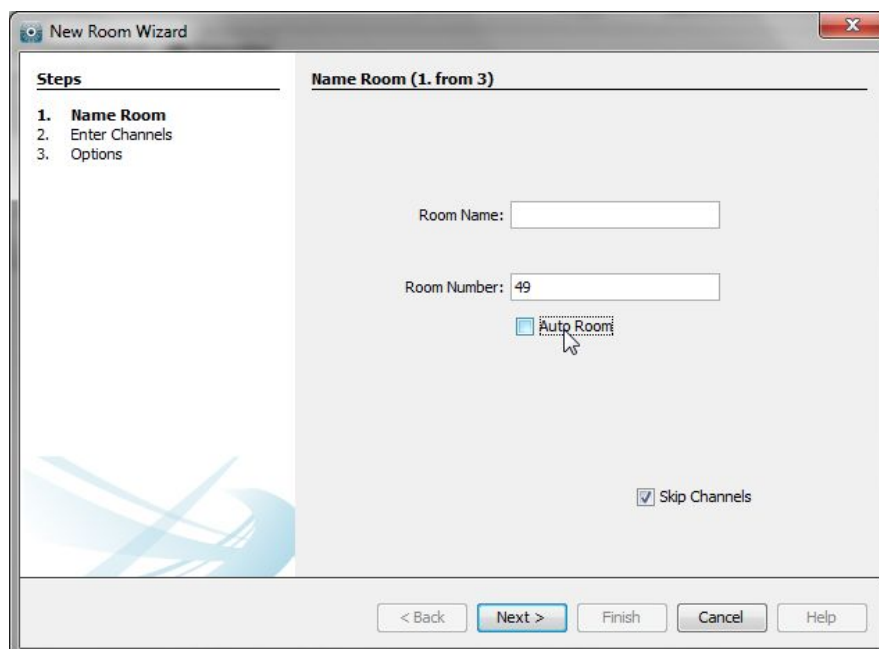 New Room Wizard
Steps
1. Name Room
2. Enter Channels
3. Options
Name Room (1. from 3)
Room Name:
Room Number: 49
Auto Room
Skip Channels
< Back Next > Finish Cancel Help